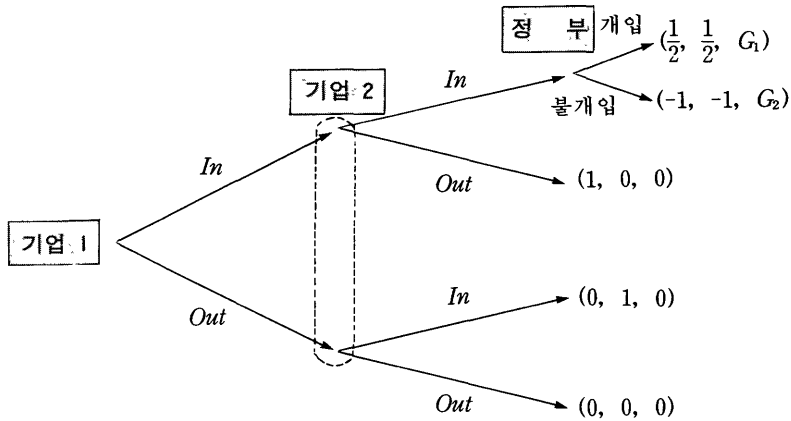 정 부 개입 (1/2, 1/2, G₁)
기업 2 In
불개입 (-1, -1, G₂)
In
Out (1, 0, 0)
기업 1
In (0, 1, 0)
Out
Out (0, 0, 0)